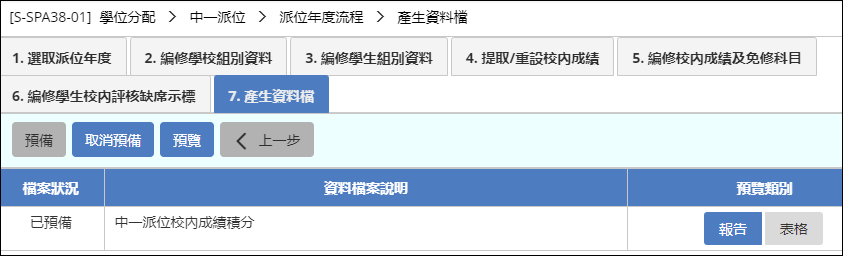 [S-SPA38-01] 學位分配 > 中一派位 > 派位年度流程 > 產生資料檔
1. 選取派位年度 2. 編修學校組別資料 3. 編修學生組別資料 4. 提取/重設校內成績 5. 編修校內成績及免修科目
6. 編修學生校內評核缺席示標 7. 產生資料檔
預備 取消預備 預覽 上一步
檔案狀況 資料檔案說明 預覽類別
已預備 中一派位校內成績積分 報告 表格